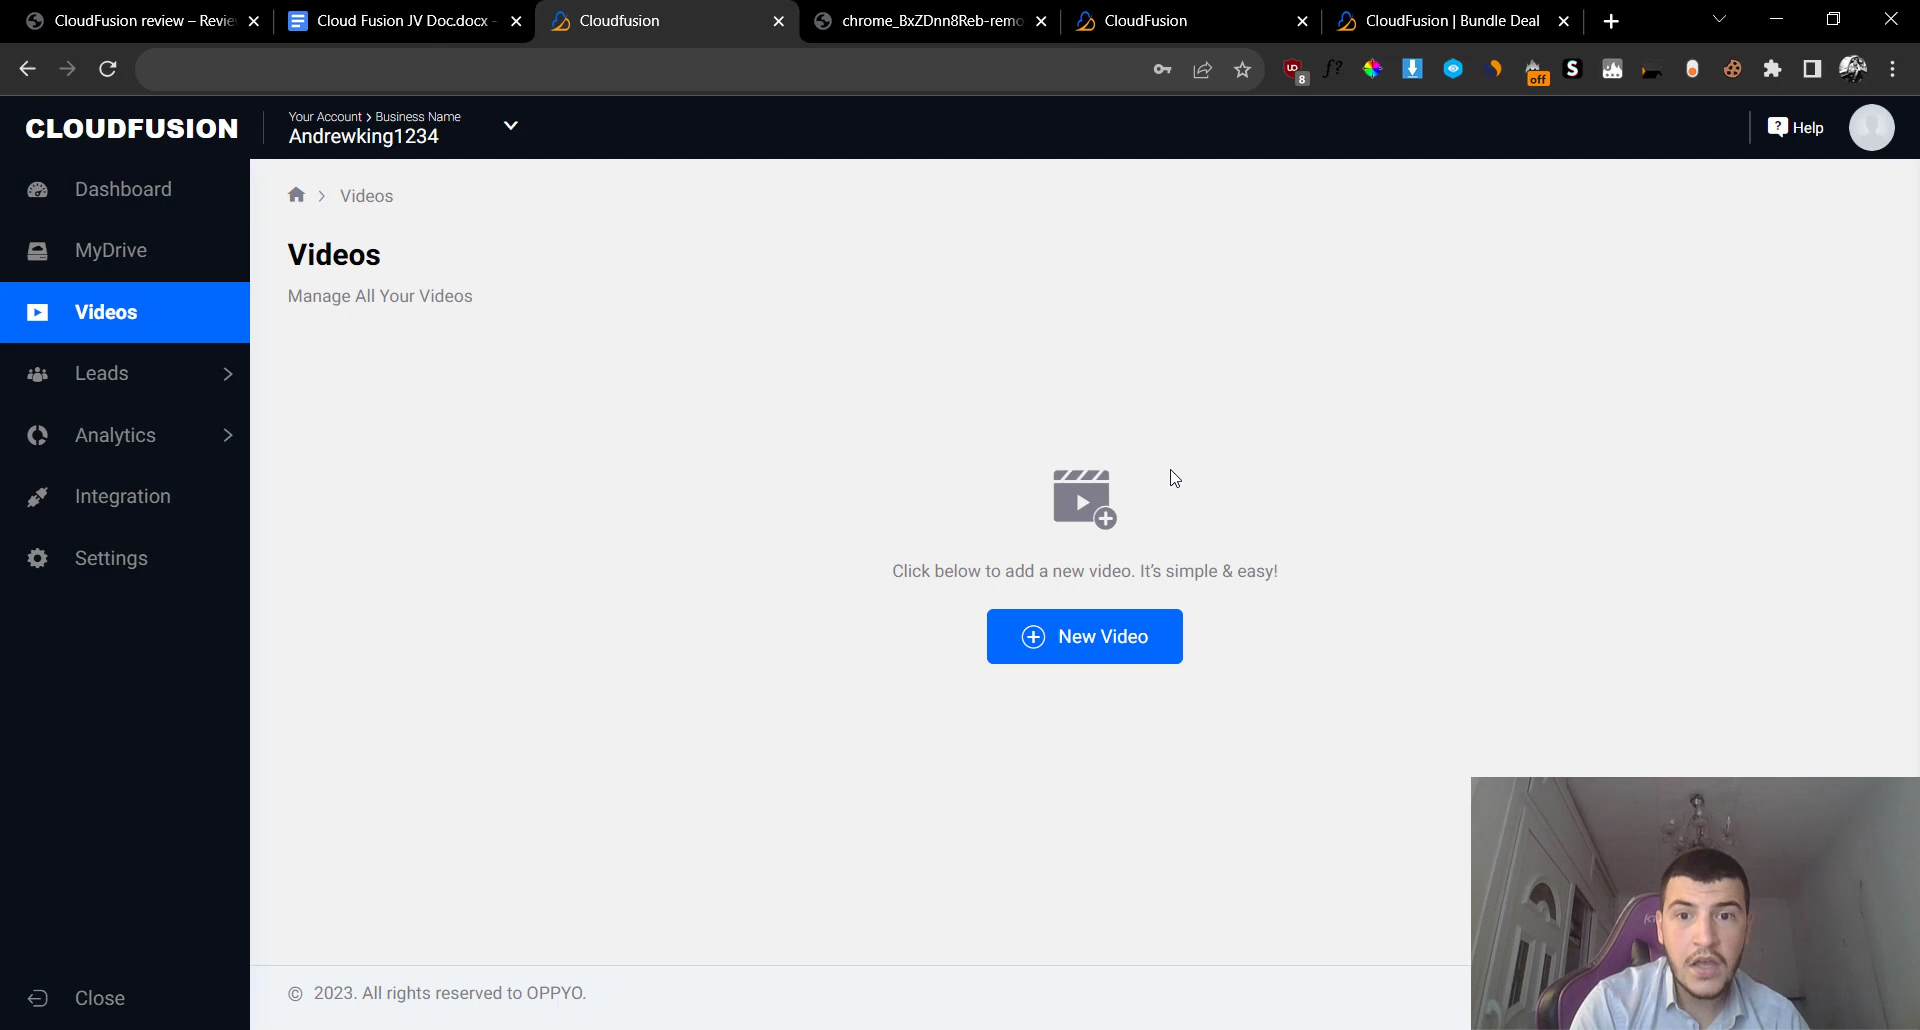 CloudFusion review – Revie
Cloud Fusion JV Doc.docx -
Cloudfusion
chrome_BxZDnn8Reb-remo
CloudFusion
CloudFusion | Bundle Deal
8
f?
off
S
CLOUDFUSION
Your Account > Business Name
Andrewking1234
? Help
Dashboard
MyDrive
Videos
Leads
Analytics
Integration
Settings
Close
Videos
Videos
Manage All Your Videos
Click below to add a new video. It's simple & easy!
New Video
© 2023. All rights reserved to OPPYO.